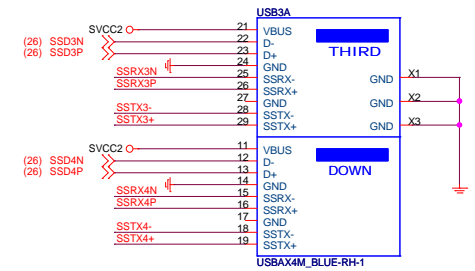 USB3A
SVCC2 21 VBUS
(26) SSD3N 22 D- THIRD
(26) SSD3P 23 D+
24 GND
SSRX3N 25 SSRX- GND X1
SSRX3P 26 SSRX+
27 GND GND X2
SSTX3- 28 SSTX-
SSTX3+ 29 SSTX+ GND X3
SVCC2 11 VBUS
(26) SSD4N 12 D-
(26) SSD4P 13 D+ DOWN
14 GND
SSRX4N 15 SSRX-
SSRX4P 16 SSRX+
17 GND
SSTX4- 18 SSTX-
SSTX4+ 19 SSTX+
USBAX4M_BLUE-RH-1